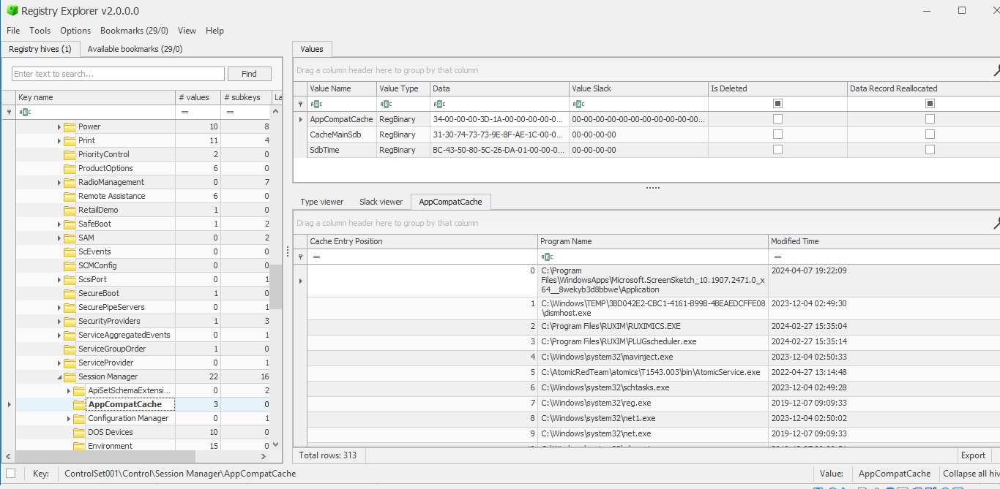 Registry Explorer v2.0.0.0
File Tools Options Bookmarks (29/0) View Help
Registry hives (1) Available bookmarks (29/0)
Enter text to search... Find
Key name # values # subkeys La
Power 10 8
Print 11 4
PriorityControl 2 0
ProductOptions 6 0
RadioManagement 0 7
Remote Assistance 6 0
RetailDemo 1 0
SafeBoot 1 2
SAM 0 2
ScEvents 0 0
SCMConfig 0 0
ScsiPort 0 1
SecureBoot 1 0
SecurePipeServers 0 1
SecurityProviders 1 3
ServiceAggregatedEvents 0 1
ServiceGroupOrder 1 0
ServiceProvider 0 1
Session Manager 22 16
ApiSetSchemaExtensi... 0 2
AppCompatCache 3 0
Configuration Manager 0 1
DOS Devices 10 0
Environment 15 0
Values
Drag a column header here to group by that column
Value Name Value Type Data Value Slack Is Deleted Data Record Reallocated
AppCompatCache RegBinary 34-00-00-00-3D-1A-00-00-00-00-0... 00-00-00-00-00-00-00-00-00-00-00-...
CacheMainSdb RegBinary 31-30-74-73-73-9E-8F-AE-1C-00-0... 00-00-00-00
SdbTime RegBinary BC-43-50-80-5C-26-DA-01-00-00-0... 00-00-00-00
Type viewer Slack viewer AppCompatCache
Drag a column header here to group by that column
Cache Entry Position Program Name Modified Time
0 C:\Program 2024-04-07 19:22:09
Files\WindowsApps\Microsoft.ScreenSketch_10.1907.2471.0_x
64__8wekyb3d8bbwe\Application
1 C:\Windows\TEMP\3BD042E2-CBC1-4161-B99B-4BEAEDCFFE08 2023-12-04 02:49:30
\dismhost.exe
2 C:\Program Files\RUXIM\RUXIMICS.EXE 2024-02-27 15:35:04
3 C:\Program Files\RUXIM\PLUGscheduler.exe 2024-02-27 15:35:14
4 C:\Windows\system32\mavinject.exe 2023-12-04 02:50:33
5 C:\AtomicRedTeam\atomics\T1543.003\bin\AtomicService.exe 2022-04-27 13:14:48
6 C:\Windows\system32\schtasks.exe 2023-12-04 02:49:28
7 C:\Windows\system32\reg.exe 2019-12-07 09:09:33
8 C:\Windows\system32\net1.exe 2023-12-04 02:50:02
9 C:\Windows\system32\net.exe 2019-12-07 09:09:33
Total rows: 313 Export
Key: ControlSet001\Control\Session Manager\AppCompatCache Value: AppCompatCache Collapse all hiv